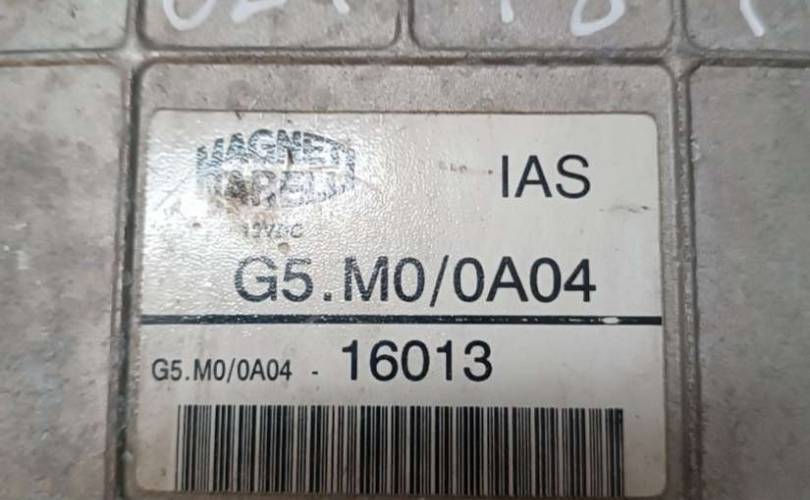 MAGNETI
MARELLI
IAS
12VDC
G5.M0/0A04
G5.M0/0A04 - 16013